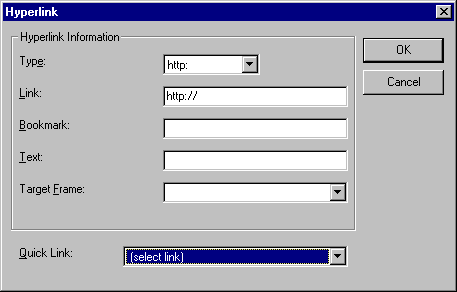 Hyperlink
Hyperlink Information
Type: http:
Link: http://
Bookmark:
Text:
Target Frame:
Quick Link: (select link)
OK
Cancel